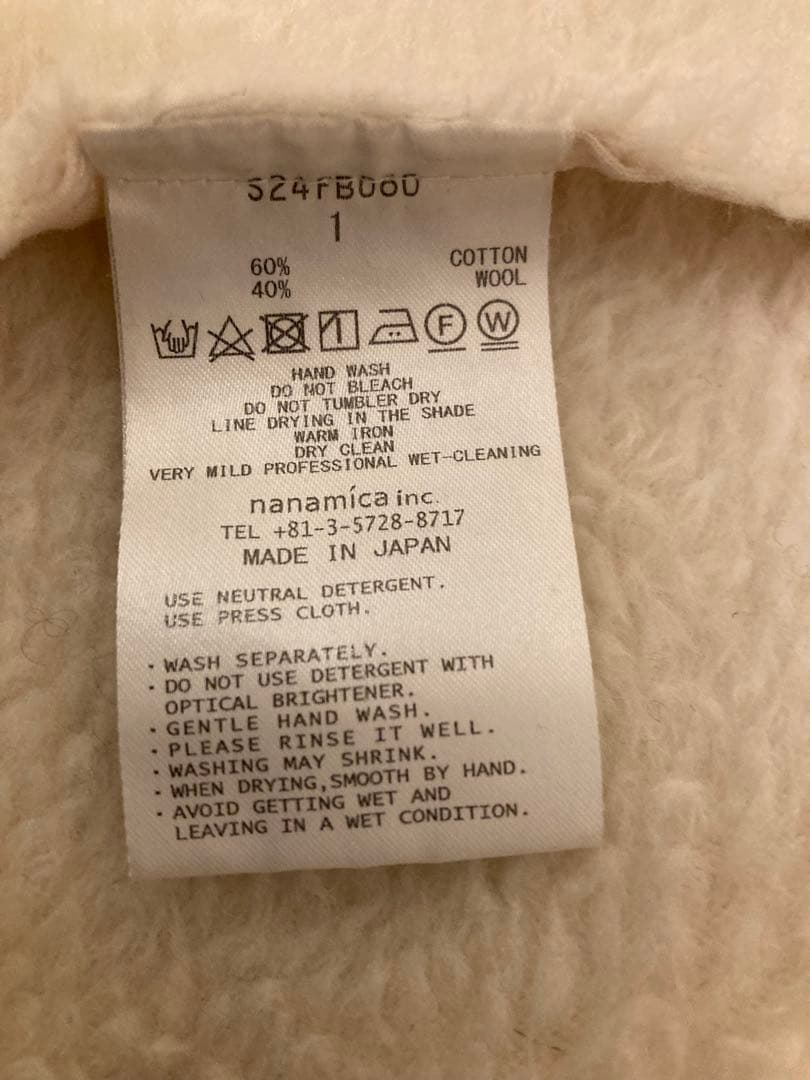 S24FB060
1
60% COTTON
40% WOOL
F W
HAND WASH
DO NOT BLEACH
DO NOT TUMBLER DRY
LINE DRYING IN THE SHADE
WARM IRON
DRY CLEAN
VERY MILD PROFESSIONAL WET-CLEANING
nanamica inc.
TEL +81-3-5728-8717
MADE IN JAPAN
USE NEUTRAL DETERGENT.
USE PRESS CLOTH.
· WASH SEPARATELY.
· DO NOT USE DETERGENT WITH
OPTICAL BRIGHTENER.
· GENTLE HAND WASH.
· PLEASE RINSE IT WELL.
· WASHING MAY SHRINK.
· WHEN DRYING,SMOOTH BY HAND.
· AVOID GETTING WET AND
LEAVING IN A WET CONDITION.